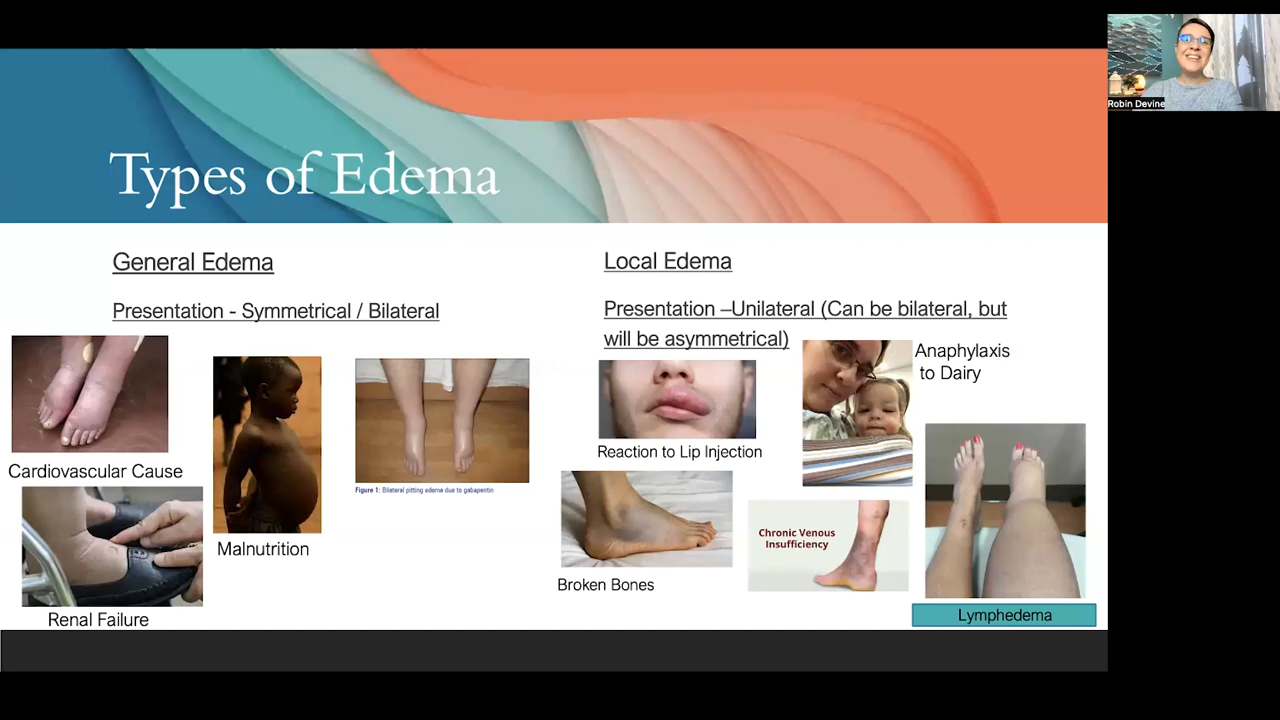 Robin Devine
Types of Edema
General Edema
Presentation - Symmetrical / Bilateral
Cardiovascular Cause
Renal Failure
Malnutrition
Figure 1: Bilateral pitting edema due to gabapentin
Local Edema
Presentation –Unilateral (Can be bilateral, but
will be asymmetrical)
Reaction to Lip Injection
Anaphylaxis
to Dairy
Broken Bones
Chronic Venous
Insufficiency
Lymphedema